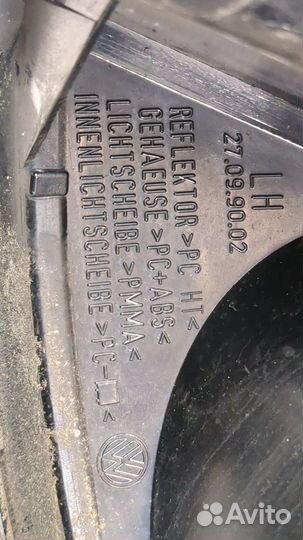 LH
27.09.90.02
REFLEKTOR >PC HT<
GEHAEUSE >PC+ABS<
LICHTSCHEIBE >PMMA<
INNENLICHTSCHEIBE >PC-
Avito